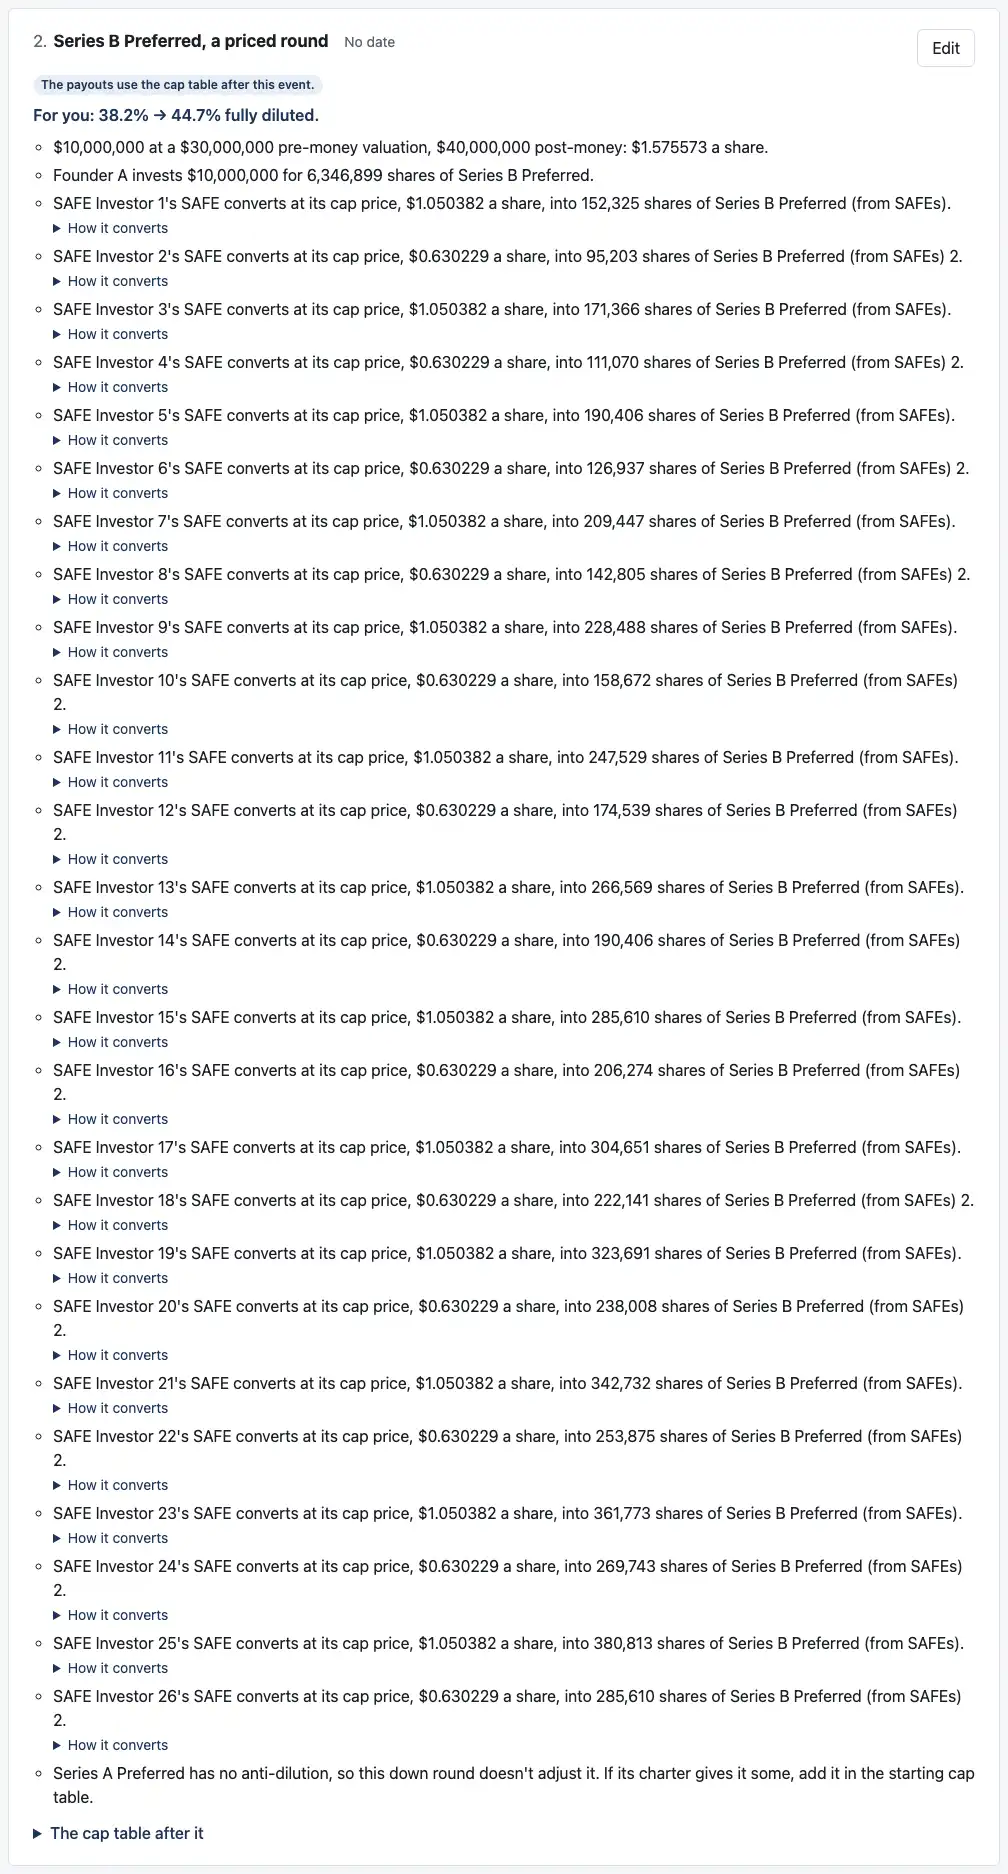 2. Series B Preferred, a priced round No date
Edit
The payouts use the cap table after this event.
For you: 38.2% → 44.7% fully diluted.
$10,000,000 at a $30,000,000 pre-money valuation, $40,000,000 post-money: $1.575573 a share.
Founder A invests $10,000,000 for 6,346,899 shares of Series B Preferred.
SAFE Investor 1's SAFE converts at its cap price, $1.050382 a share, into 152,325 shares of Series B Preferred (from SAFEs).
How it converts
SAFE Investor 2's SAFE converts at its cap price, $0.630229 a share, into 95,203 shares of Series B Preferred (from SAFEs) 2.
How it converts
SAFE Investor 3's SAFE converts at its cap price, $1.050382 a share, into 171,366 shares of Series B Preferred (from SAFEs).
How it converts
SAFE Investor 4's SAFE converts at its cap price, $0.630229 a share, into 111,070 shares of Series B Preferred (from SAFEs) 2.
How it converts
SAFE Investor 5's SAFE converts at its cap price, $1.050382 a share, into 190,406 shares of Series B Preferred (from SAFEs).
How it converts
SAFE Investor 6's SAFE converts at its cap price, $0.630229 a share, into 126,937 shares of Series B Preferred (from SAFEs) 2.
How it converts
SAFE Investor 7's SAFE converts at its cap price, $1.050382 a share, into 209,447 shares of Series B Preferred (from SAFEs).
How it converts
SAFE Investor 8's SAFE converts at its cap price, $0.630229 a share, into 142,805 shares of Series B Preferred (from SAFEs) 2.
How it converts
SAFE Investor 9's SAFE converts at its cap price, $1.050382 a share, into 228,488 shares of Series B Preferred (from SAFEs).
How it converts
SAFE Investor 10's SAFE converts at its cap price, $0.630229 a share, into 158,672 shares of Series B Preferred (from SAFEs)
2.
How it converts
SAFE Investor 11's SAFE converts at its cap price, $1.050382 a share, into 247,529 shares of Series B Preferred (from SAFEs).
How it converts
SAFE Investor 12's SAFE converts at its cap price, $0.630229 a share, into 174,539 shares of Series B Preferred (from SAFEs)
2.
How it converts
SAFE Investor 13's SAFE converts at its cap price, $1.050382 a share, into 266,569 shares of Series B Preferred (from SAFEs).
How it converts
SAFE Investor 14's SAFE converts at its cap price, $0.630229 a share, into 190,406 shares of Series B Preferred (from SAFEs)
2.
How it converts
SAFE Investor 15's SAFE converts at its cap price, $1.050382 a share, into 285,610 shares of Series B Preferred (from SAFEs).
How it converts
SAFE Investor 16's SAFE converts at its cap price, $0.630229 a share, into 206,274 shares of Series B Preferred (from SAFEs)
2.
How it converts
SAFE Investor 17's SAFE converts at its cap price, $1.050382 a share, into 304,651 shares of Series B Preferred (from SAFEs).
How it converts
SAFE Investor 18's SAFE converts at its cap price, $0.630229 a share, into 222,141 shares of Series B Preferred (from SAFEs) 2.
How it converts
SAFE Investor 19's SAFE converts at its cap price, $1.050382 a share, into 323,691 shares of Series B Preferred (from SAFEs).
How it converts
SAFE Investor 20's SAFE converts at its cap price, $0.630229 a share, into 238,008 shares of Series B Preferred (from SAFEs)
2.
How it converts
SAFE Investor 21's SAFE converts at its cap price, $1.050382 a share, into 342,732 shares of Series B Preferred (from SAFEs).
How it converts
SAFE Investor 22's SAFE converts at its cap price, $0.630229 a share, into 253,875 shares of Series B Preferred (from SAFEs)
2.
How it converts
SAFE Investor 23's SAFE converts at its cap price, $1.050382 a share, into 361,773 shares of Series B Preferred (from SAFEs).
How it converts
SAFE Investor 24's SAFE converts at its cap price, $0.630229 a share, into 269,743 shares of Series B Preferred (from SAFEs)
2.
How it converts
SAFE Investor 25's SAFE converts at its cap price, $1.050382 a share, into 380,813 shares of Series B Preferred (from SAFEs).
How it converts
SAFE Investor 26's SAFE converts at its cap price, $0.630229 a share, into 285,610 shares of Series B Preferred (from SAFEs)
2.
How it converts
Series A Preferred has no anti-dilution, so this down round doesn't adjust it. If its charter gives it some, add it in the starting cap
table.
The cap table after it